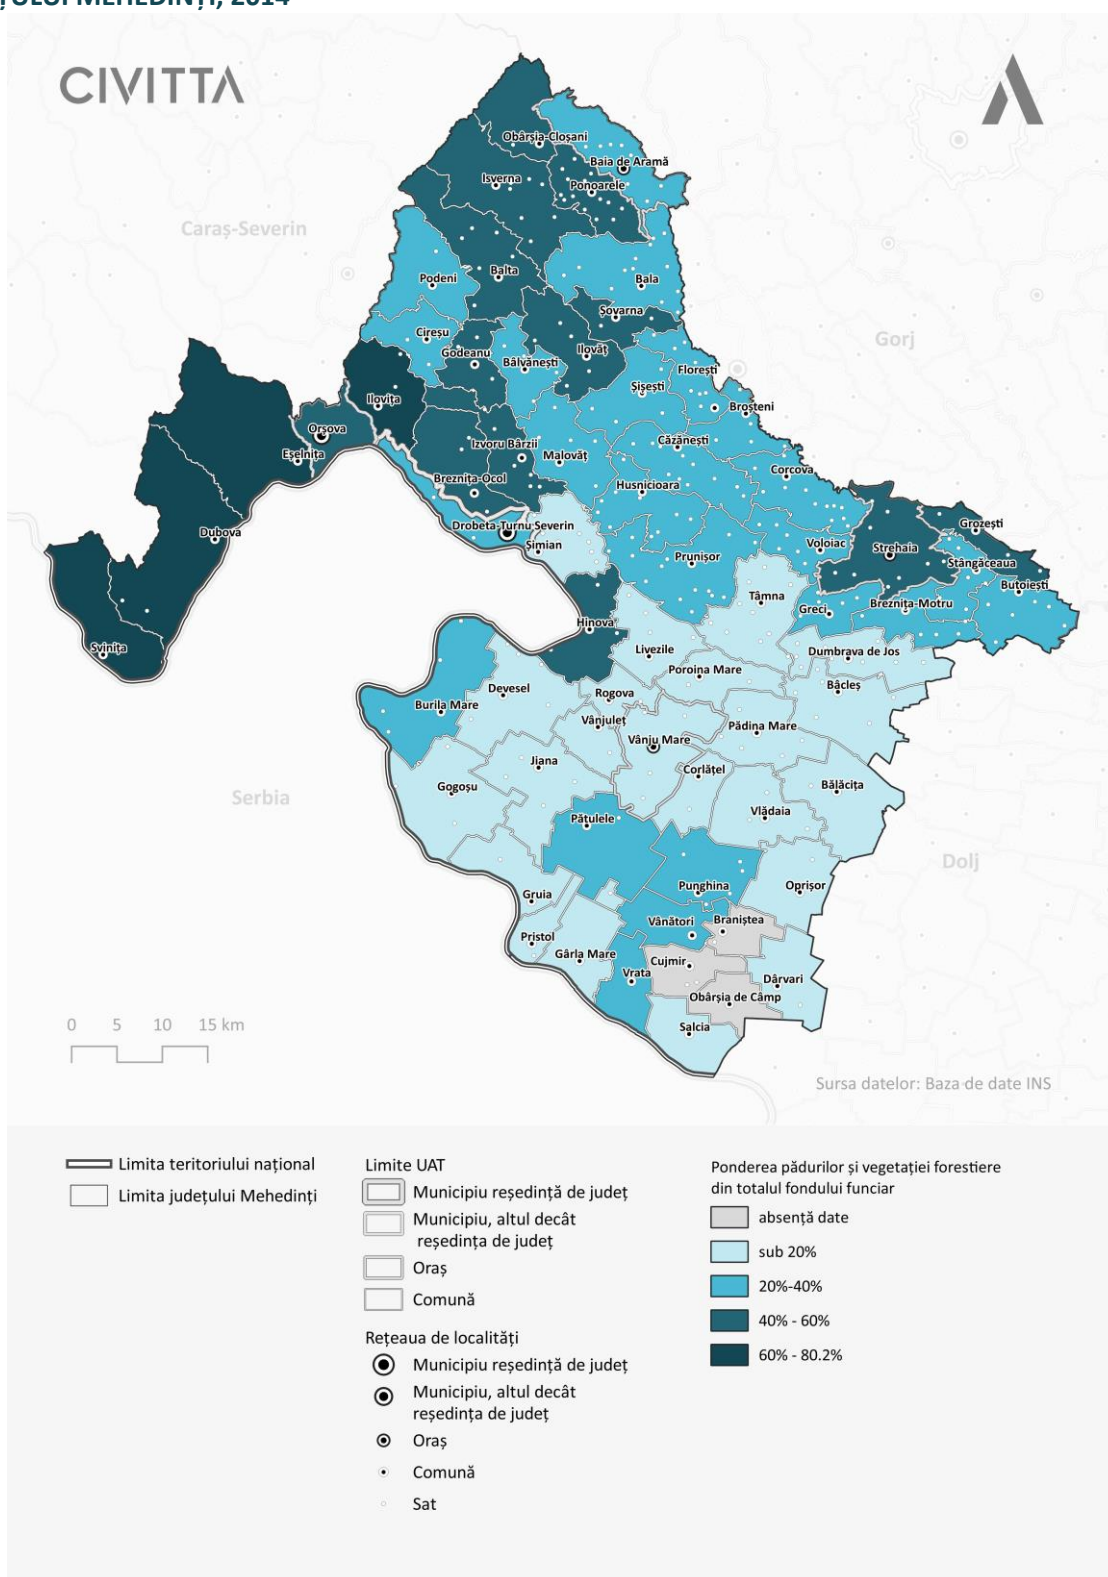 ȚULUI MEHEDINȚI, 2014
CIVITTA
Obârșia-Cloșani
Baia de Aramă
Isverna
Ponoarele
Caraș-Severin
Podeni
Balta
Bala
Șovarna
Cireșu
Gorj
Godeanu
Bâlvănești
Ilovăț
Florești
Șișești
Ilovița
Broșteni
Orșova
Izvoru Bârzii
Căzănești
Eșelnița
Malovăț
Corcova
Breznița-Ocol
Husnicioara
Drobeta-Turnu Severin
Grozești
Dubova
Șimian
Voloiac
Strehaia
Prunișor
Stângăceaua
Butoiești
Tâmna
Greci
Breznița-Motru
Hinova
Svinița
Livezile
Dumbrava de Jos
Poroina Mare
Devesel
Rogova
Bâcleș
Burila Mare
Vânjuleț
Pădina Mare
Vânju Mare
Jiana
Corlățel
Gogoșu
Bălăcița
Serbia
Vlădaia
Pățulele
Dolj
Punghina
Oprișor
Gruia
Vânători
Braniștea
Pristol
Gârla Mare
Cujmir
Vrata
Dârvari
Obârșia de Câmp
Salcia
0 5 10 15 km
Sursa datelor: Baza de date INS
Limita teritoriului național
Limita județului Mehedinți
Limite UAT
Municipiu reședință de județ
Municipiu, altul decât
reședința de județ
Oraș
Comună
Rețeaua de localități
Municipiu reședință de județ
Municipiu, altul decât
reședința de județ
Oraș
Comună
Sat
Ponderea pădurilor și vegetației forestiere
din totalul fondului funciar
absență date
sub 20%
20%-40%
40% - 60%
60% - 80.2%